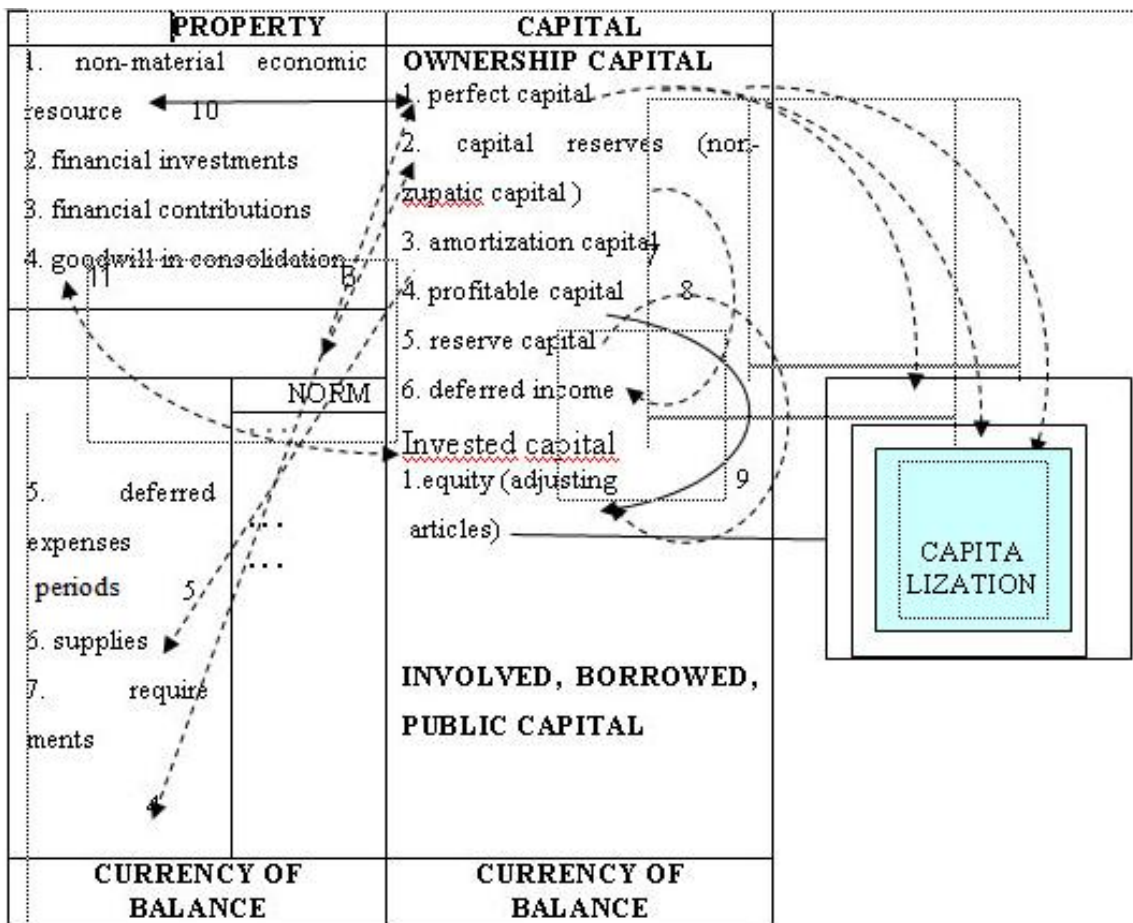 PROPERTY
1. non-material economic
resource 10
2. financial investments
3. financial contributions
4. goodwill in consolidation
11
NORM
...
...
...
5. deferred
expenses
periods 5
6. supplies
7. require
ments
4
CURRENCY OF
BALANCE
CAPITAL
OWNERSHIP CAPITAL
1. perfect capital
2. capital reserves (non-
zupatic capital )
3. amortization capital
7
4. profitable capital 8
5. reserve capital
6. deferred income
Invested capital
1.equity (adjusting 9
articles)
INVOLVED, BORROWED,
PUBLIC CAPITAL
CURRENCY OF
BALANCE
CAPITA
LIZATION